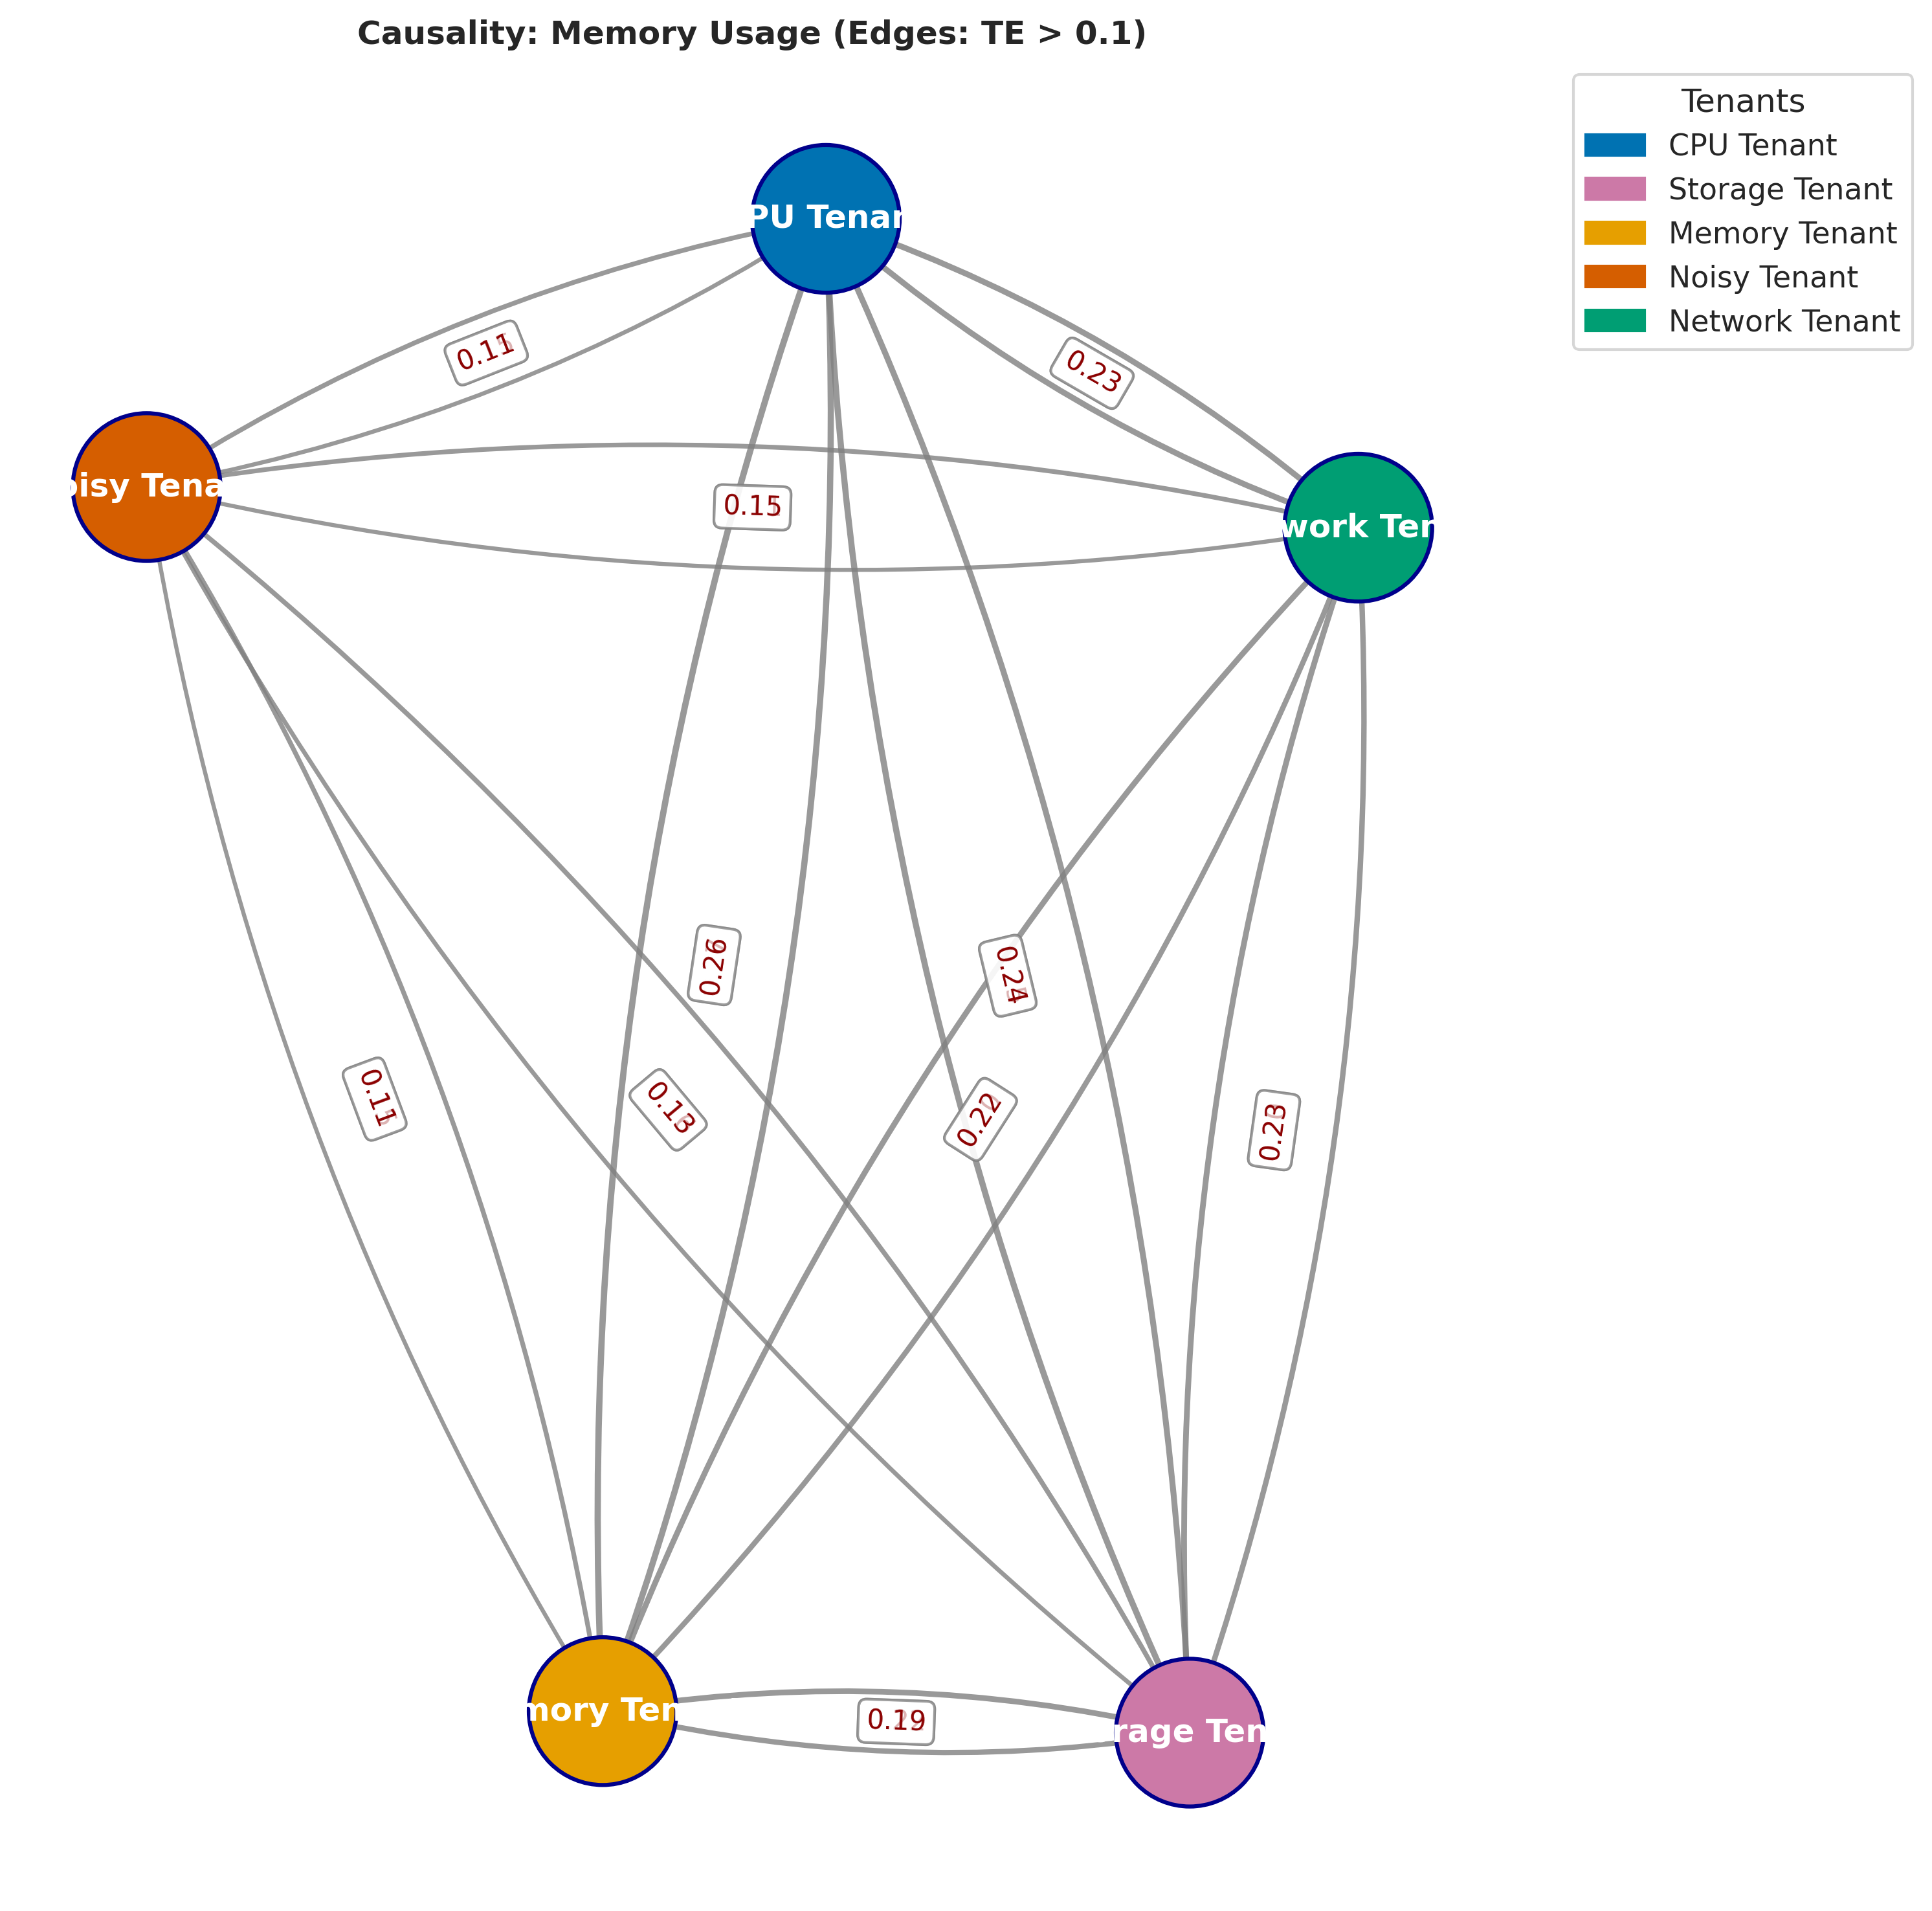 Causality: Memory Usage (Edges: TE > 0.1)
Tenants
CPU Tenant
Storage Tenant
Memory Tenant
Noisy Tenant
Network Tenant
PU Tenan
0.11
0.23
oisy Tena
0.15
work Ten
0.26
0.24
0.11
0.13
0.22
0.23
mory Ten
0.19
rage Ten